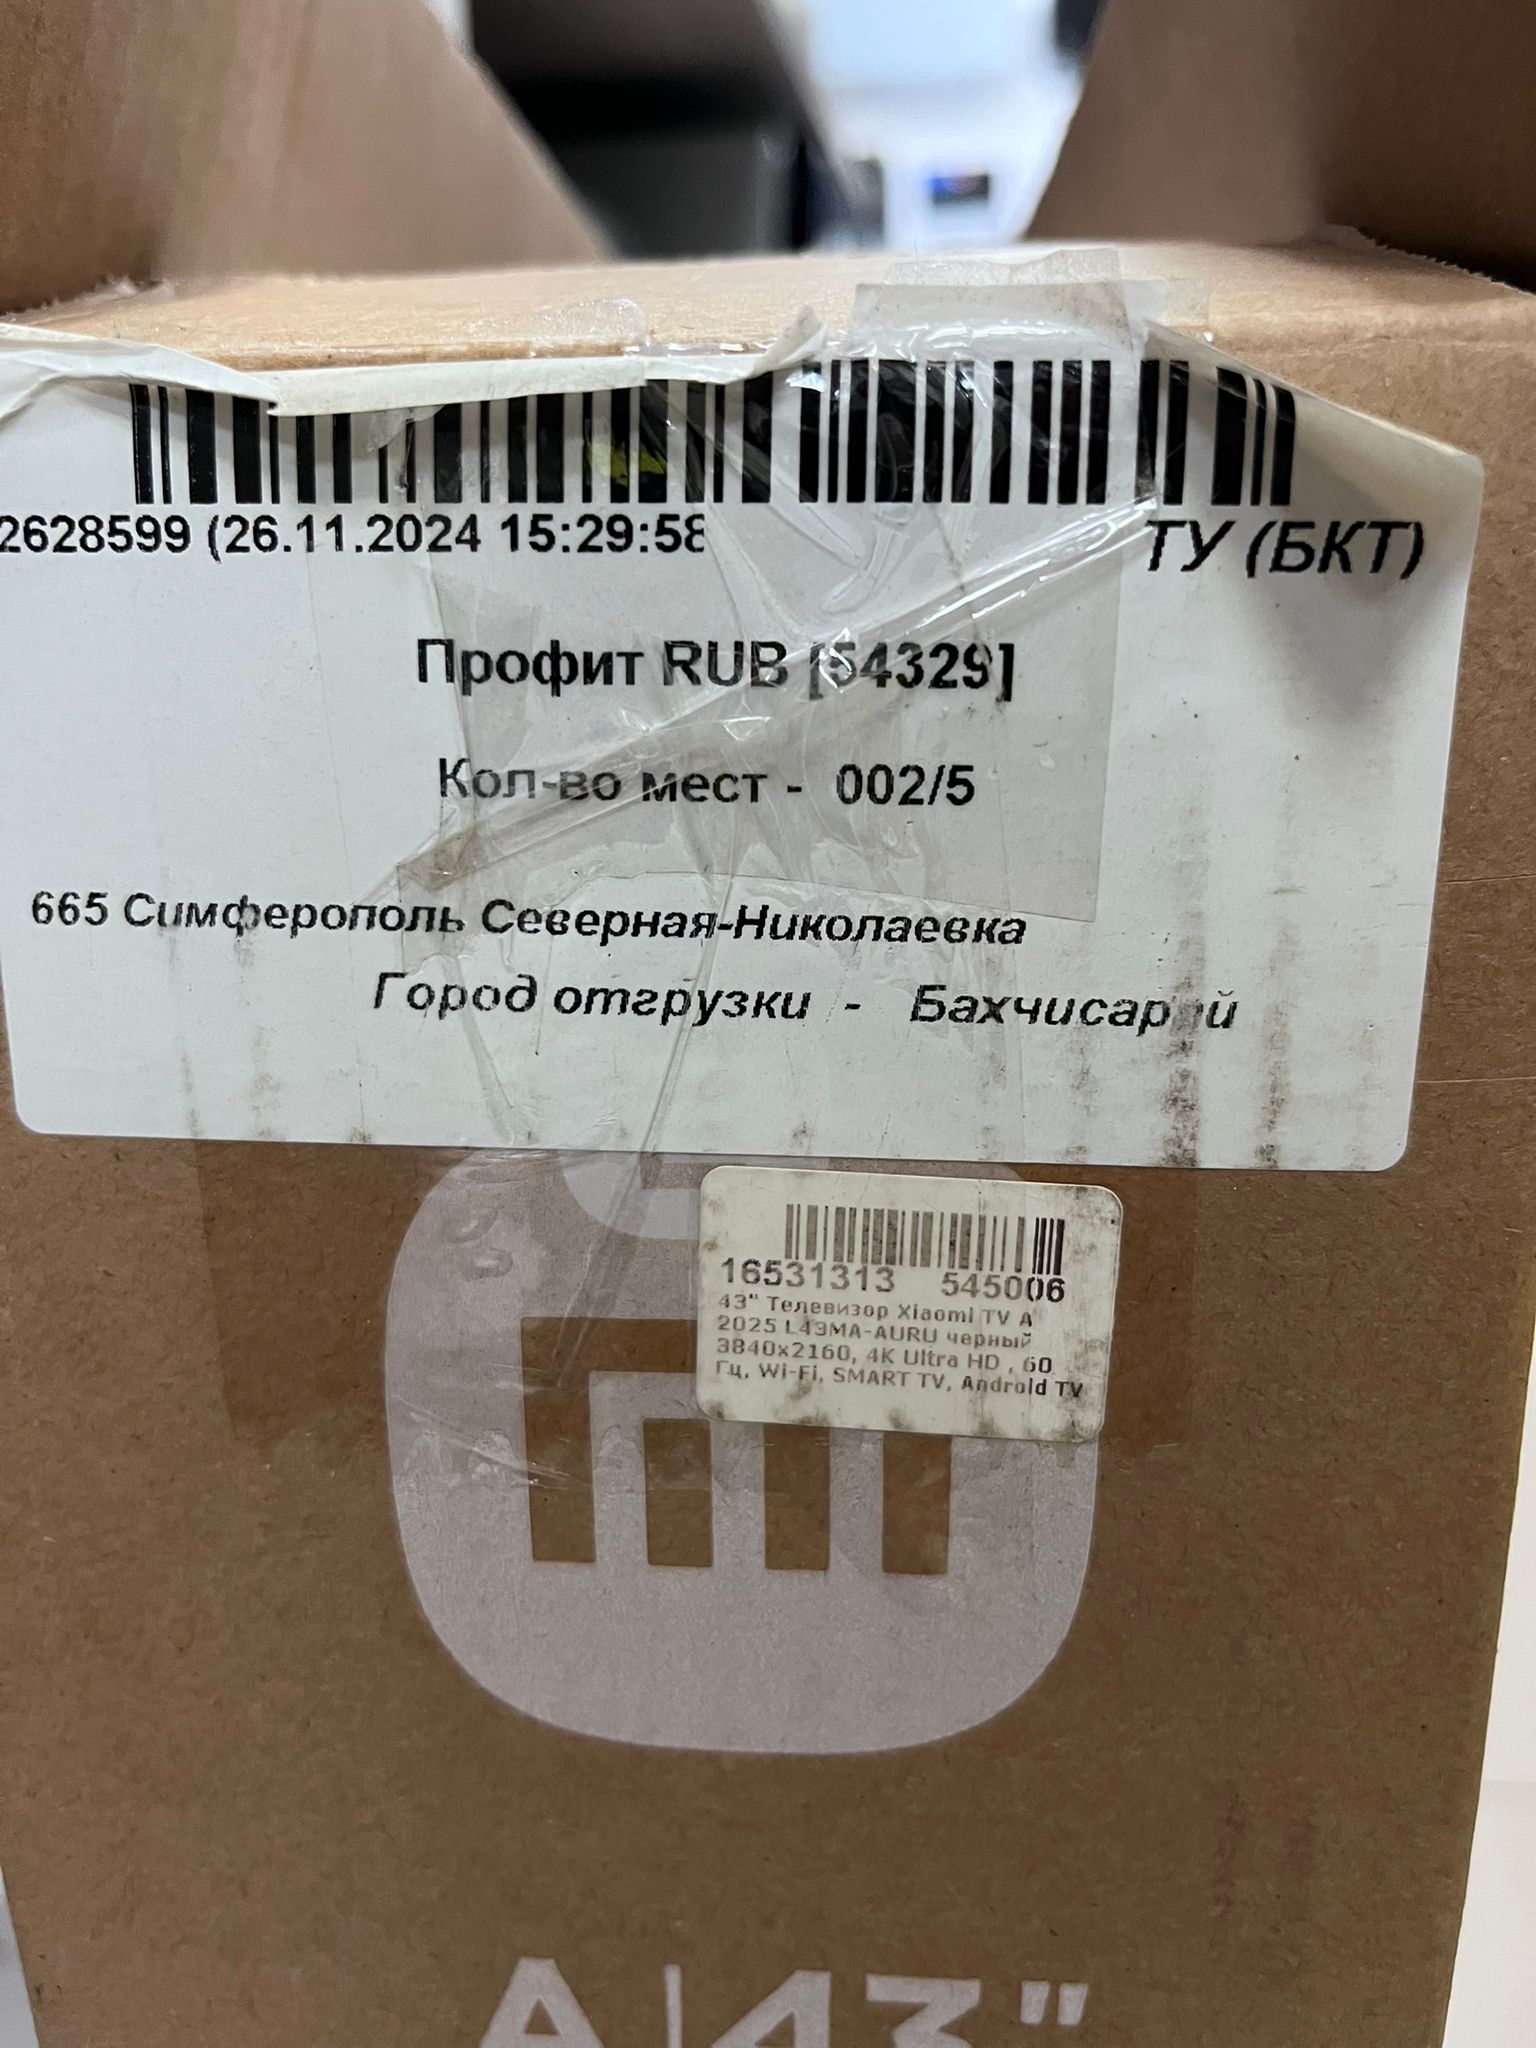 2628599 (26.11.2024 15:29:58
ТУ (БКТ)
Профит RUB [54329]
Кол-во мест - 002/5
665 Симферополь Северная-Николаевка
Город отгрузки - Бахчисарай
16531313 545006
43" Телевизор Xiaomi TV A
2025 L43MA-AURU черный
3840x2160, 4K Ultra HD , 60
Гц, Wi-Fi, SMART TV, Android TV
A|43"